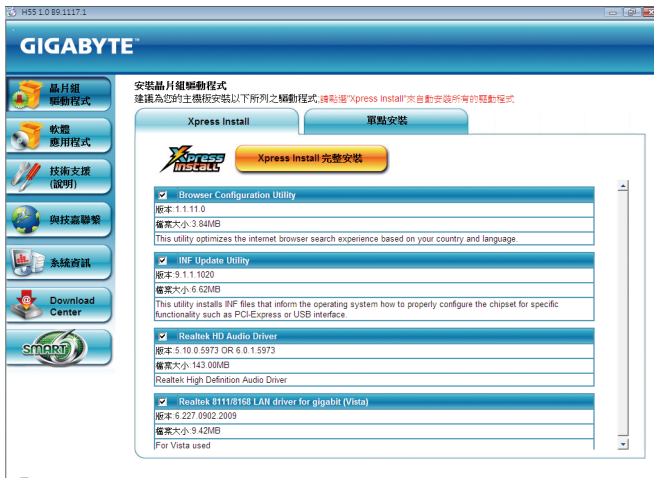 H55 1.0 B9.1117.1
GIGABYTE™
晶片組
驅動程式
軟體
應用程式
技術支援
(說明)
與技嘉聯繫
系統資訊
Download
Center
SMART
安裝晶片組驅動程式
建議為您的主機板安裝以下所列之驅動程式;請點選"Xpress Install"來自動安裝所有的驅動程式
Xpress Install
單點安裝
Xpress
INSTALL
Xpress Install 完整安裝
Browser Configuration Utility
版本:1.1.11.0
檔案大小:3.84MB
This utility optimizes the internet browser search experience based on your country and language.
INF Update Utility
版本:9.1.1.1020
檔案大小:6.62MB
This utility installs INF files that inform the operating system how to properly configure the chipset for specific
functionality such as PCI-Express or USB interface.
Realtek HD Audio Driver
版本:5.10.0.5973 OR 6.0.1.5973
檔案大小:143.00MB
Realtek High Definition Audio Driver
Realtek 8111/8168 LAN driver for gigabit (Vista)
版本:6.227.0902.2009
檔案大小:9.42MB
For Vista used